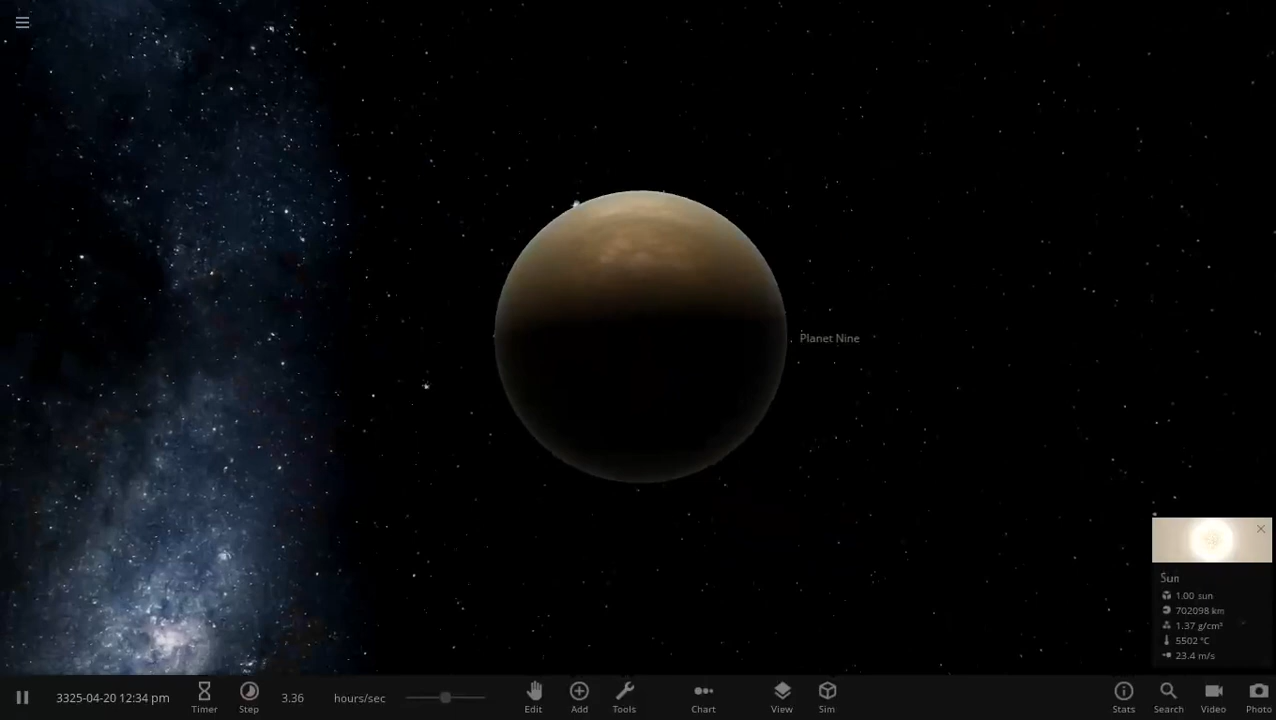 Planet Nine
Sun
1.00 sun
702098 km
1.37 g/cm³
5502 °C
23.4 m/s
3325-04-20 12:34 pm
Timer
Step
3.36 hours/sec
Edit
Add
Tools
Chart
View
Sim
Stats
Search
Video
Photo